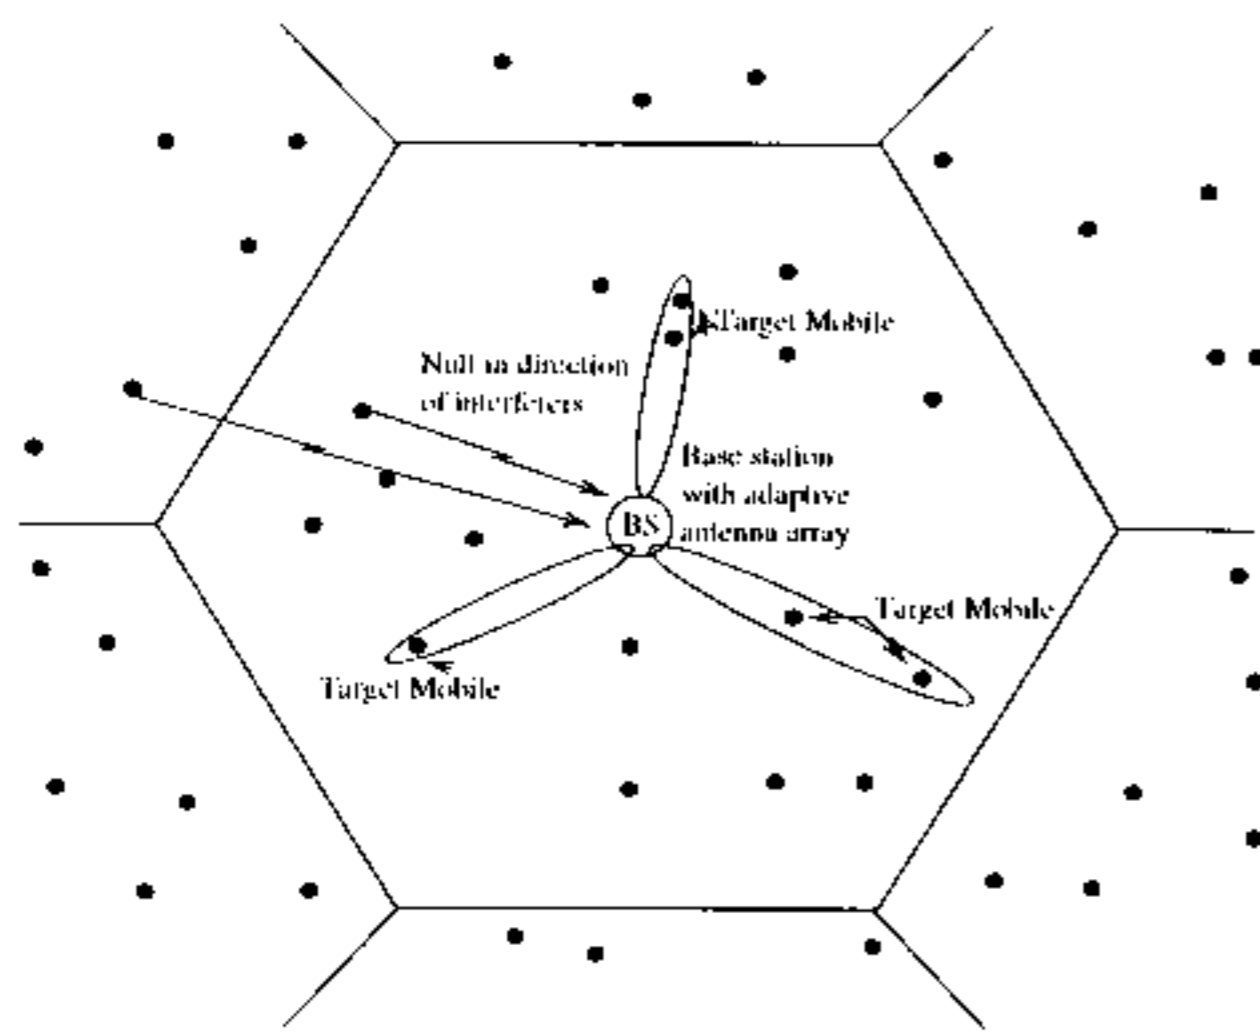 Target Mobile
Null in direction
of interferers
Base station
with adaptive
antenna array
BS
Target Mobile
Target Mobile